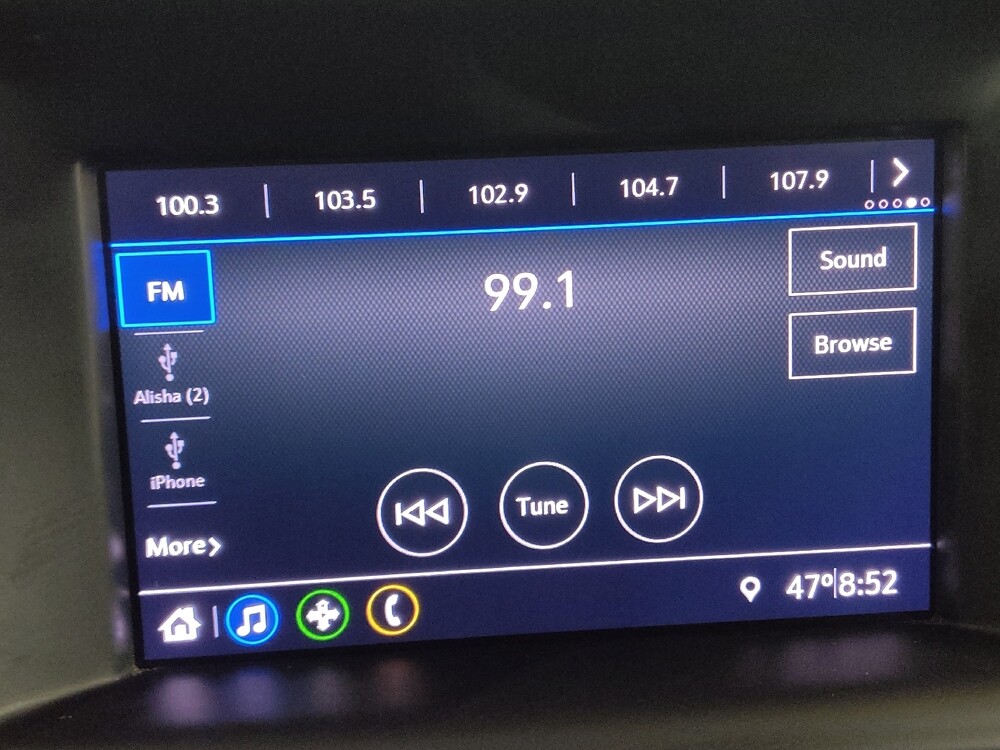 100.3 | 103.5 | 102.9 | 104.7 | 107.9
FM
99.1
Sound
Browse
Alisha (2)
iPhone
More
Tune
47°|8:52